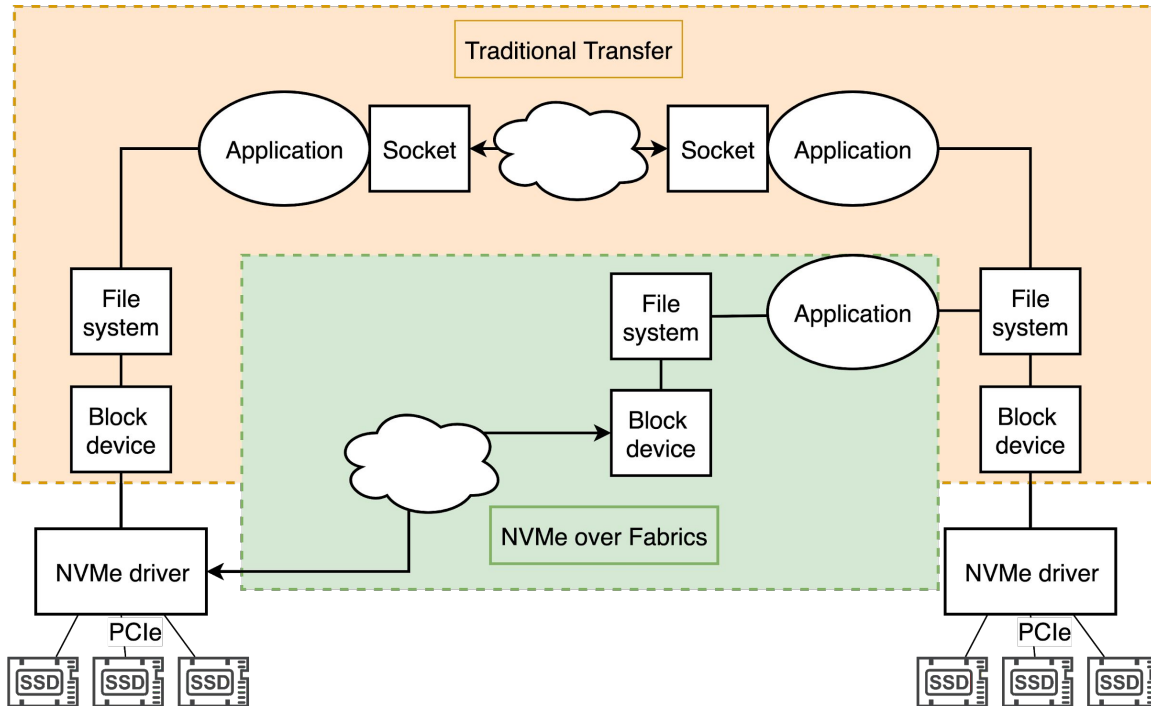 Traditional Transfer
Application
Socket
Socket
Application
File
system
File
system
Application
File
system
Block
device
Block
device
Block
device
NVMe over Fabrics
NVMe driver
NVMe driver
PCIe
PCIe
SSD
SSD
SSD
SSD
SSD
SSD